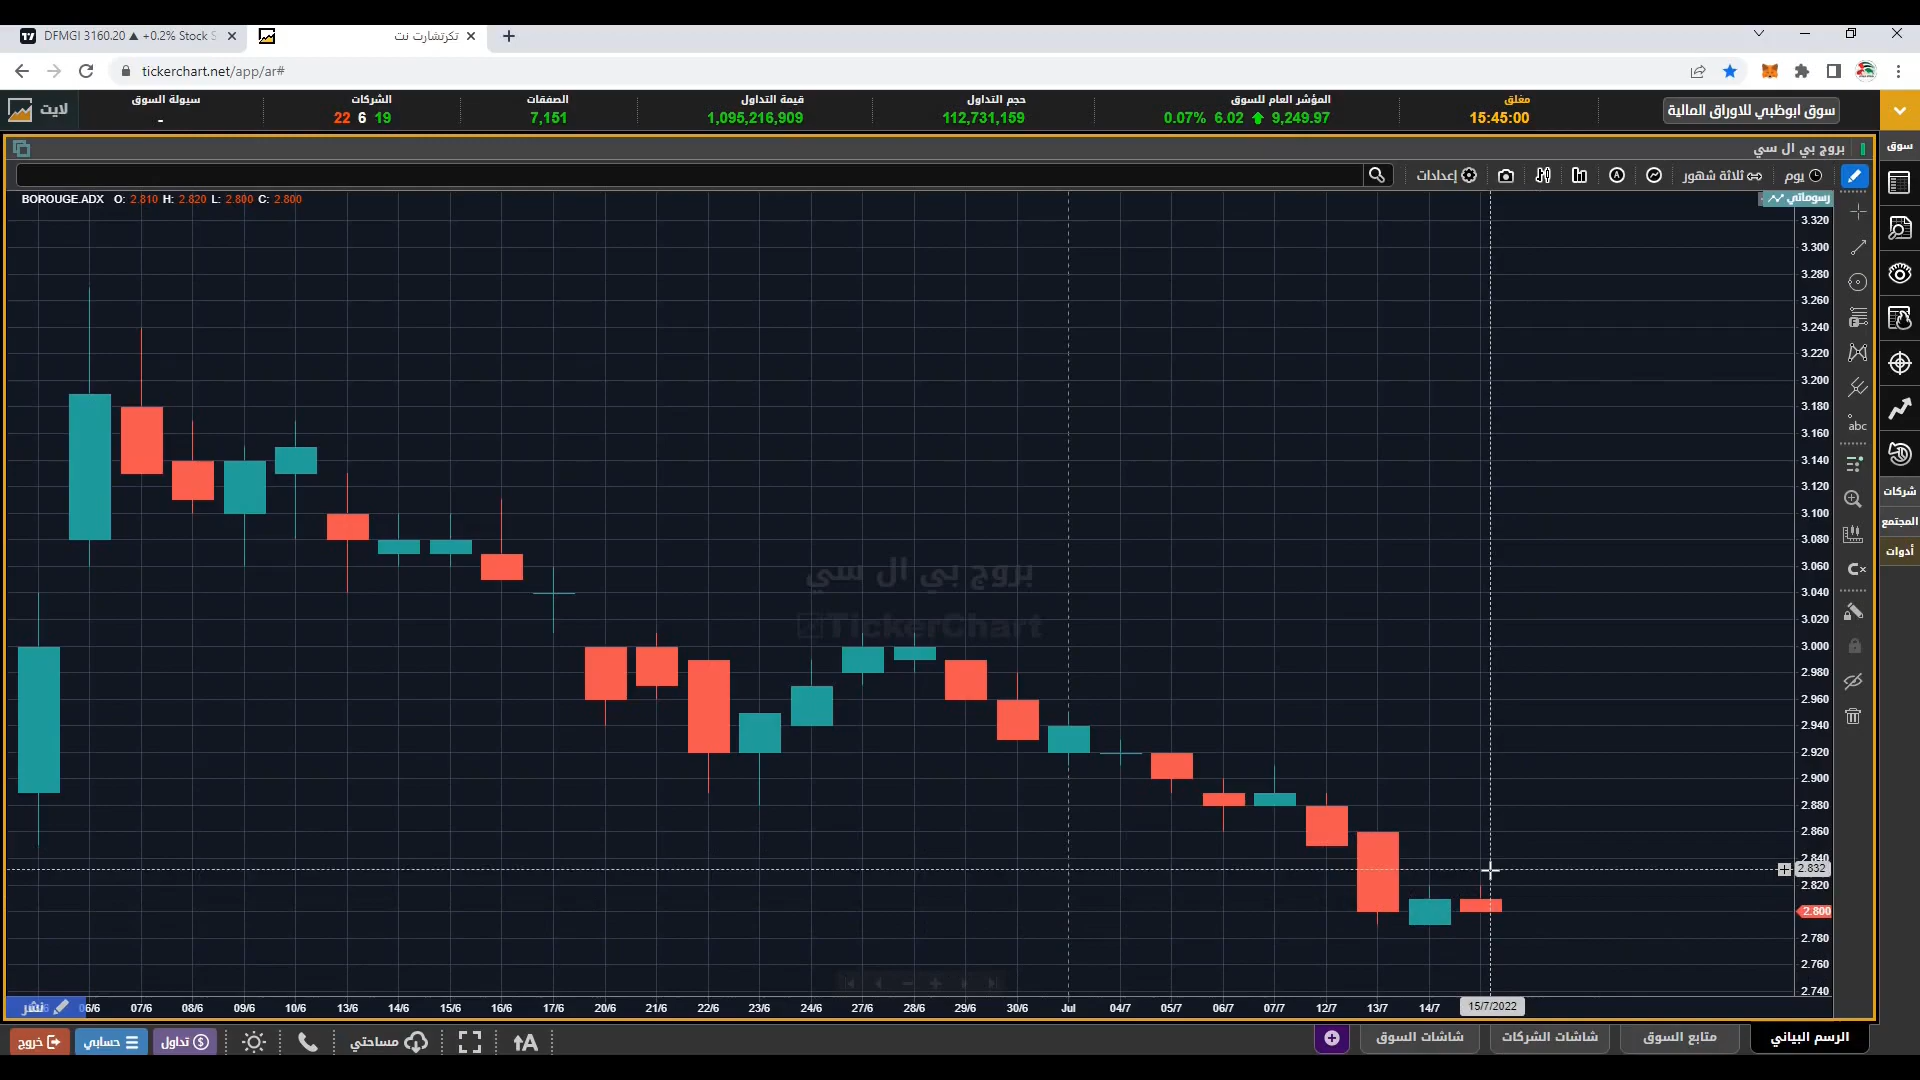 DFMGI 3160.20 ▲ +0.2% Stock S
تكرتشارت نت
tickerchart.net/app/ar#
سوق ابوظبي للاوراق المالية
مغلق
15:45:00
المؤشر العام للسوق
0.07% 6.02 9,249.97
حجم التداول
112,731,159
قيمة التداول
1,095,216,909
الصفقات
7,151
الشركات
22 6 19
سيولة السوق
-
لايت
بروج بي ال سي
سوق
إعدادات
ثلاثة شهور
يوم
BOROUGE.ADX O: 2.810 H: 2.820 L: 2.800 C: 2.800
رسوماتي
3.320
3.300
3.280
3.260
3.240
3.220
3.200
3.180
3.160
3.140
3.120
3.100
3.080
3.060
3.040
3.020
3.000
2.980
2.960
2.940
2.920
2.900
2.880
2.860
2.840
2.832
2.820
2.800
2.780
2.760
2.740
abc
شركات
المجتمع
أدوات
بروج بي ال سي
TickerChart
نشر
06/6 07/6 08/6 09/6 10/6 13/6 14/6 15/6 16/6 17/6 20/6 21/6 22/6 23/6 24/6 27/6 28/6 29/6 30/6 Jul 04/7 05/7 06/7 07/7 12/7 13/7 14/7 15/7/2022
خروج
حسابي
تداول
مساحتي
شاشات السوق
شاشات الشركات
متابع السوق
الرسم البياني